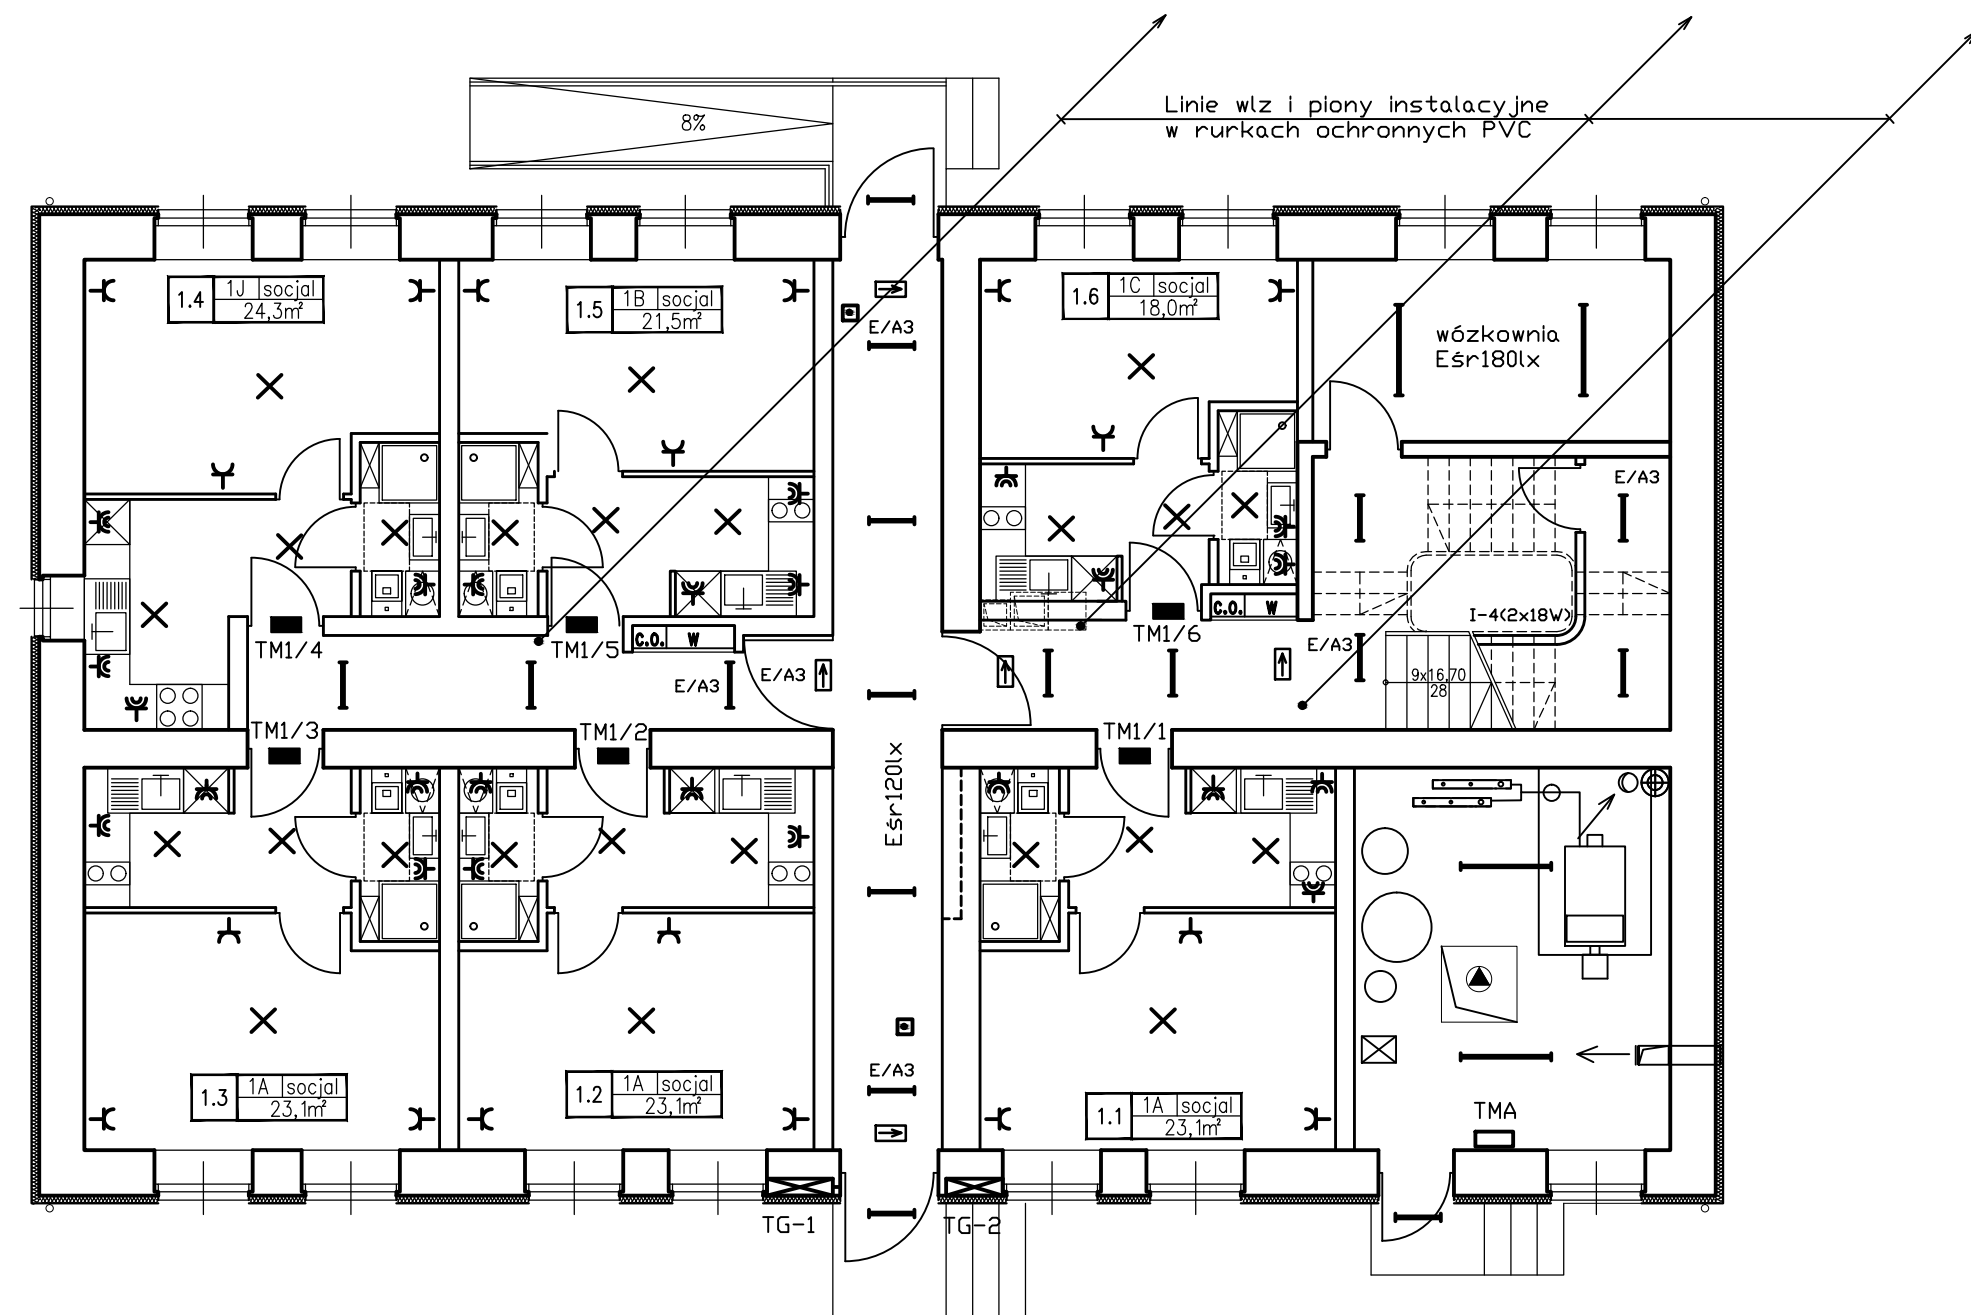 Linie wlz i piony instalacyjne
w rurkach ochronnych PVC
8%
1.4 1J socjal
24,3m²
1.5 1B socjal
21,5m²
1.6 1C socjal
18,0m²
E/A3
wózkownia
Eśr180lx
E/A3
I-4(2x18W)
C.O. W
TM1/4
TM1/5
C.O. W
TM1/6
E/A3
E/A3
E/A3
9x16,70
28
TM1/3
TM1/2
TM1/1
Eśr120lx
E/A3
1.3 1A socjal
23,1m²
1.2 1A socjal
23,1m²
1.1 1A socjal
23,1m²
TMA
TG-1
TG-2